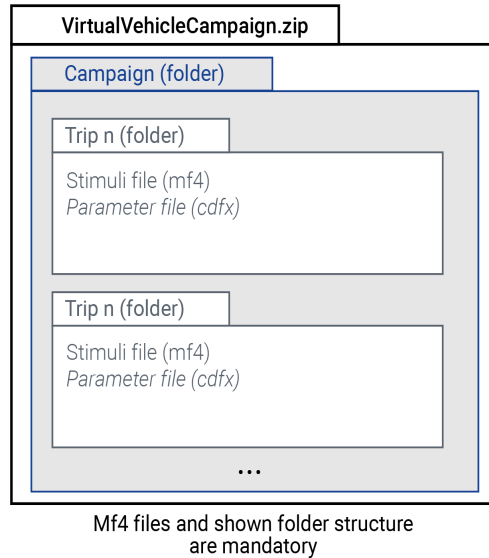 VirtualVehicleCampaign.zip
Campaign (folder)
Trip n (folder)
Stimuli file (mf4)
Parameter file (cdfx)
Trip n (folder)
Stimuli file (mf4)
Parameter file (cdfx)
...
Mf4 files and shown folder structure
are mandatory